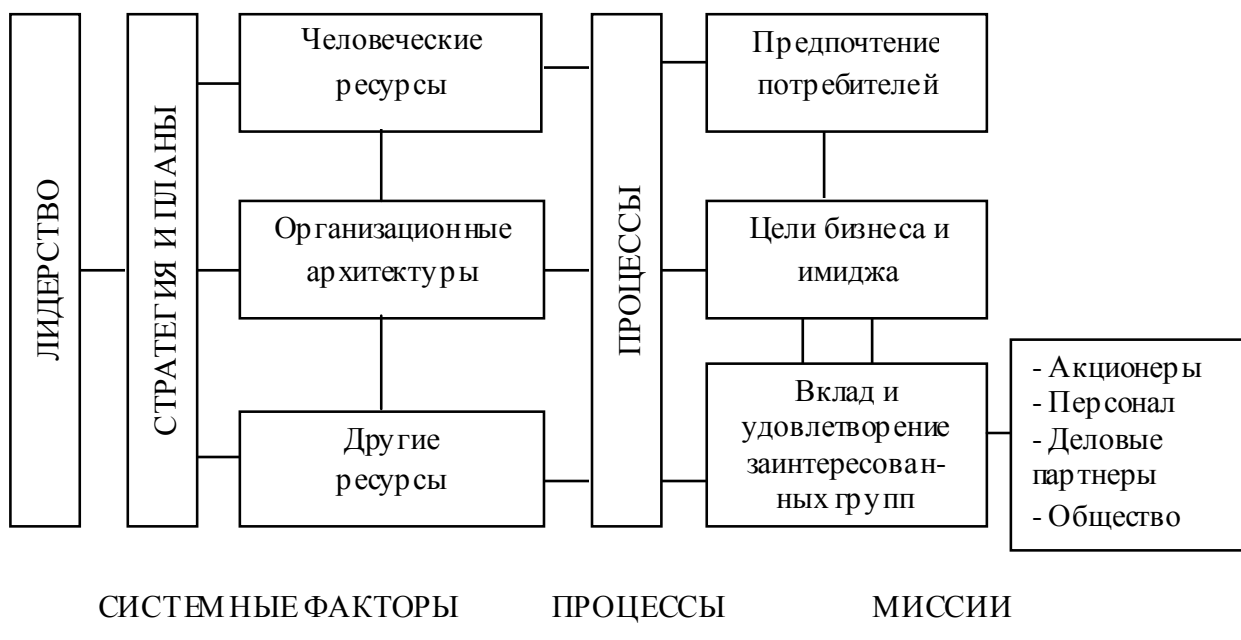 ЛИДЕРСТВО
СТРАТЕГИЯ И ПЛАНЫ
Человеческие
ресурсы
Организационные
архитектуры
Другие
ресурсы
ПРОЦЕССЫ
Предпочтение
потребителей
Цели бизнеса и
имиджа
Вклад и
удовлетворение
заинтересован-
ных групп
- Акционеры
- Персонал
- Деловые
партнеры
- Общество
СИСТЕМНЫЕ ФАКТОРЫ
ПРОЦЕССЫ
МИССИИ